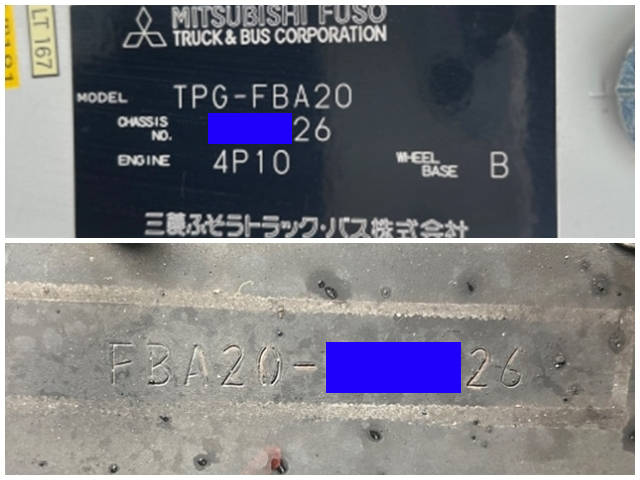 LT 167
MITSUBISHI FUSO
TRUCK & BUS CORPORATION
MODEL TPG-FBA20
CHASSIS NO. 26
ENGINE 4P10 WHEEL BASE B
三菱ふそうトラック・バス株式会社
FBA20- 26